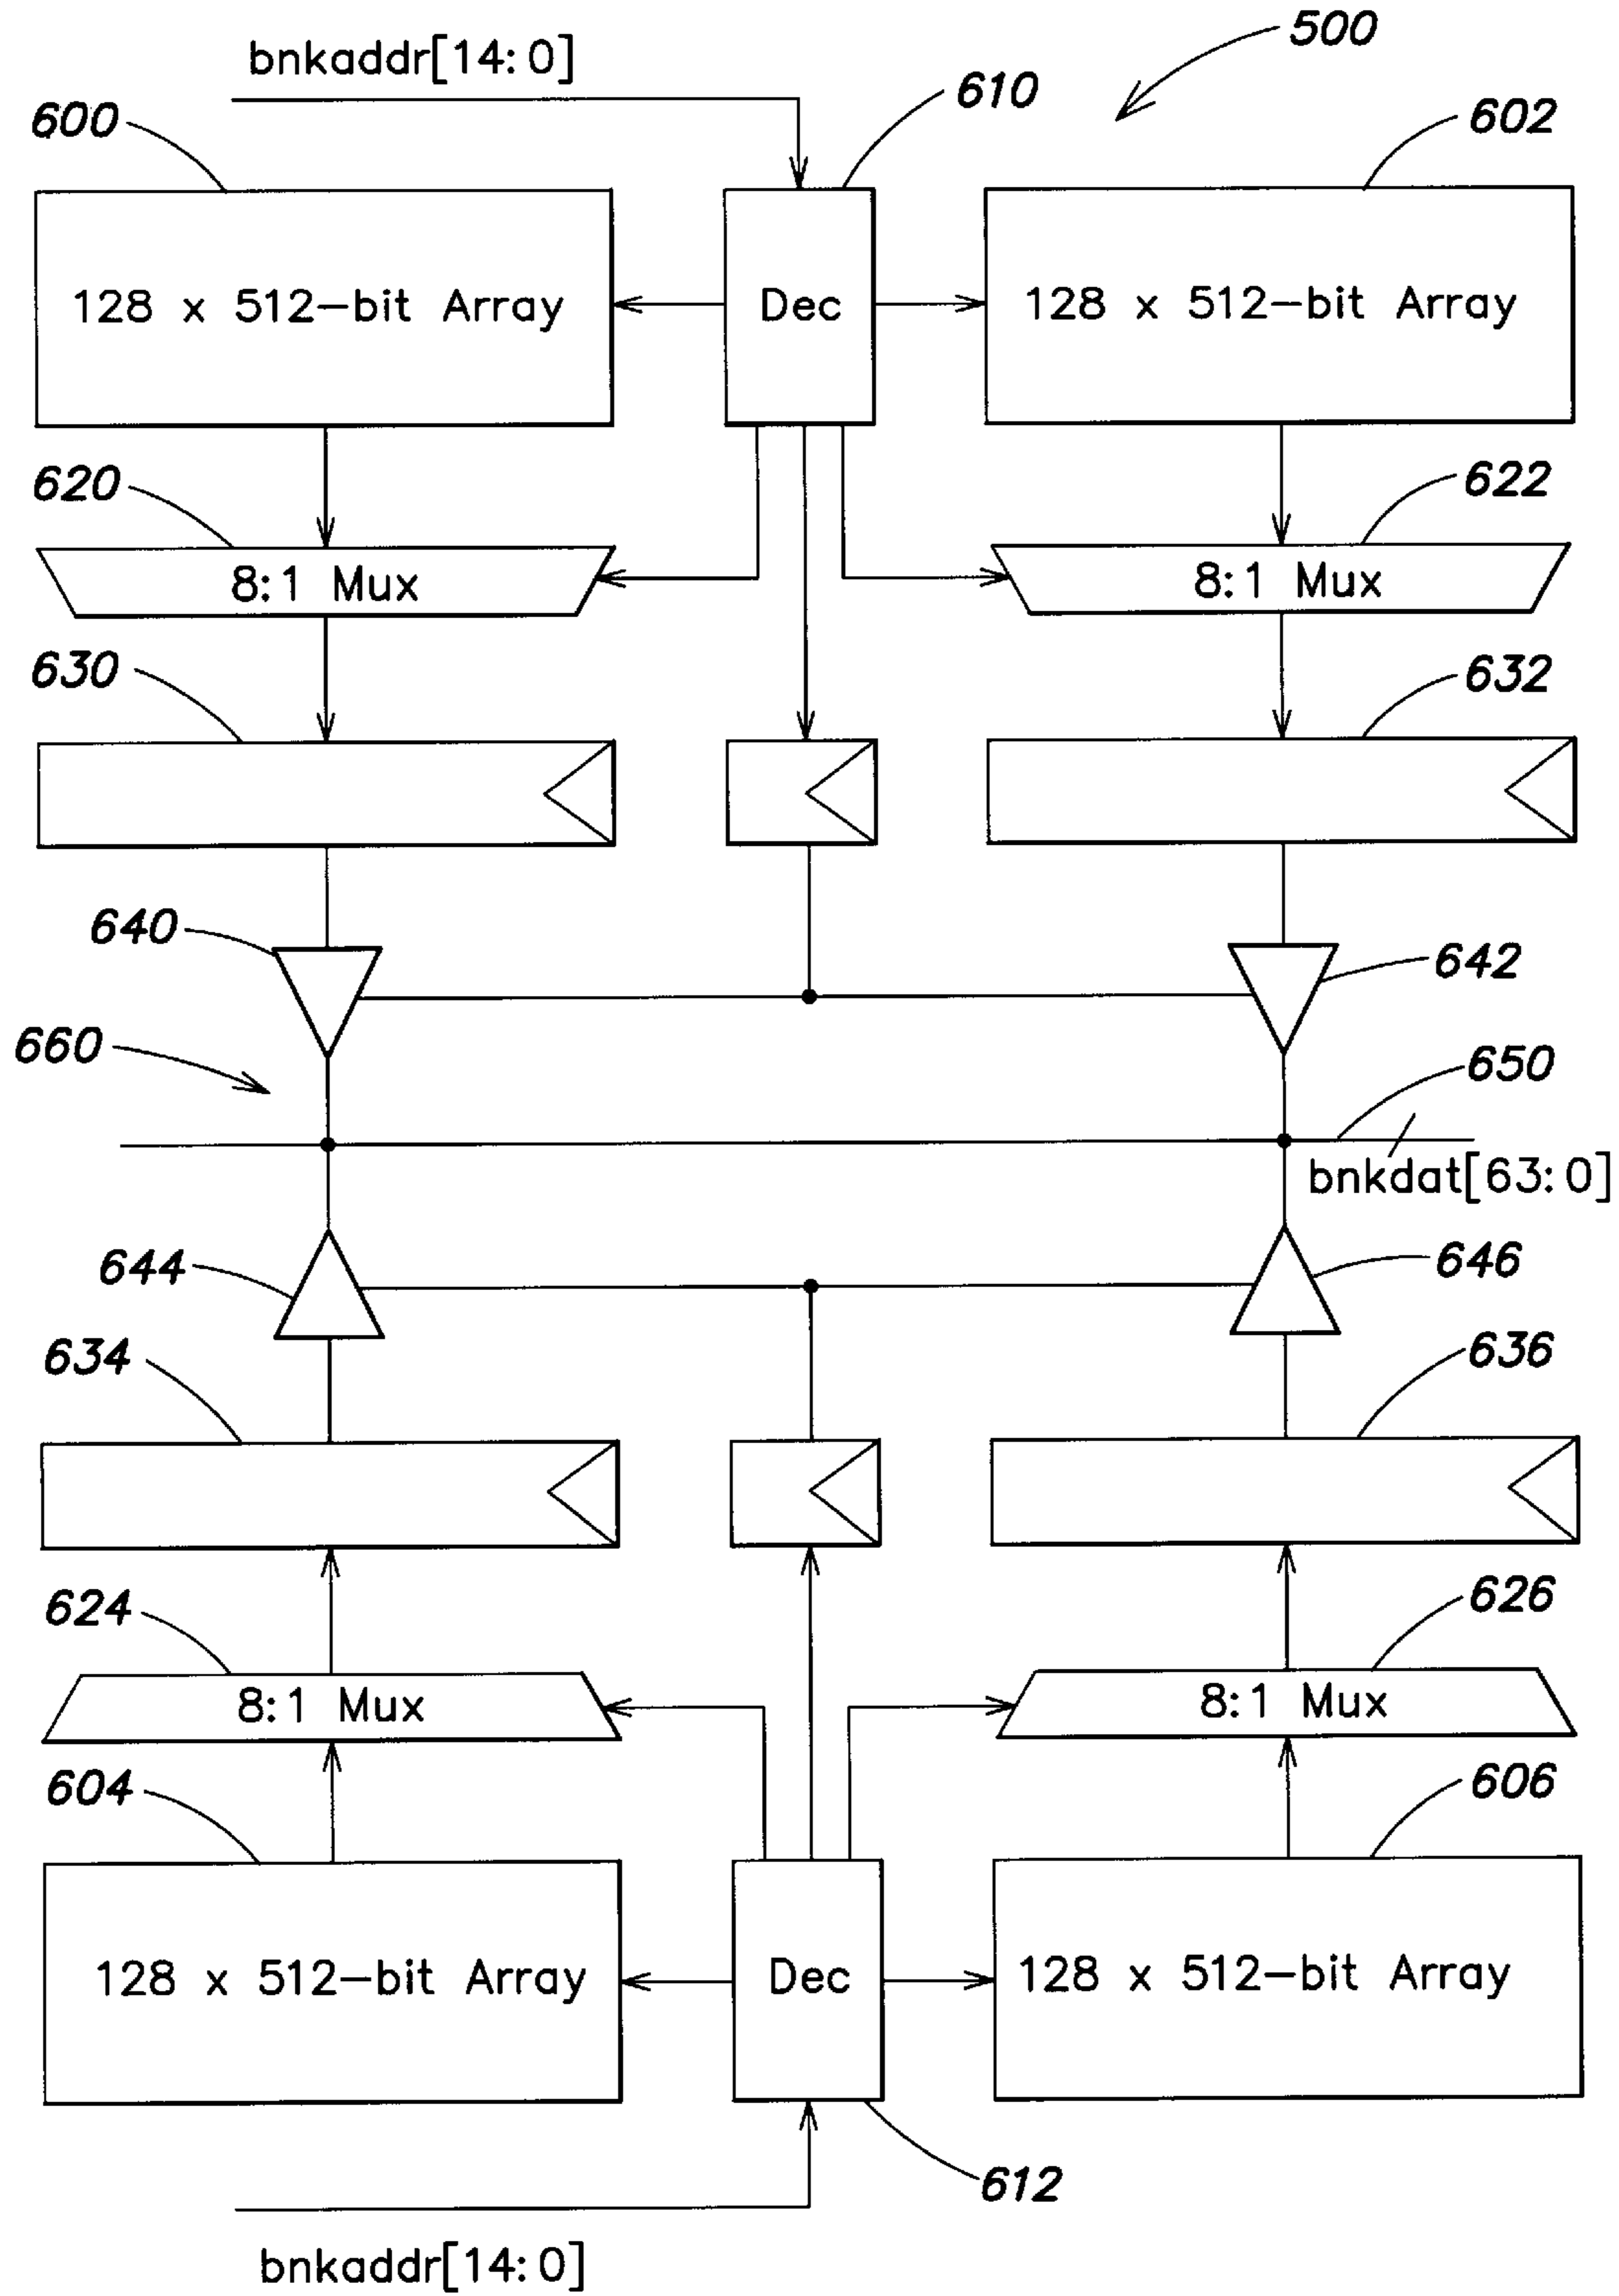 500
bnkaddr[14:0]
600
610
602
128 x 512-bit Array
Dec
128 x 512-bit Array
620
622
8:1 Mux
8:1 Mux
630
632
640
642
660
650
bnkdat[63:0]
644
646
634
636
624
626
8:1 Mux
8:1 Mux
604
606
128 x 512-bit Array
Dec
128 x 512-bit Array
612
bnkaddr[14:0]